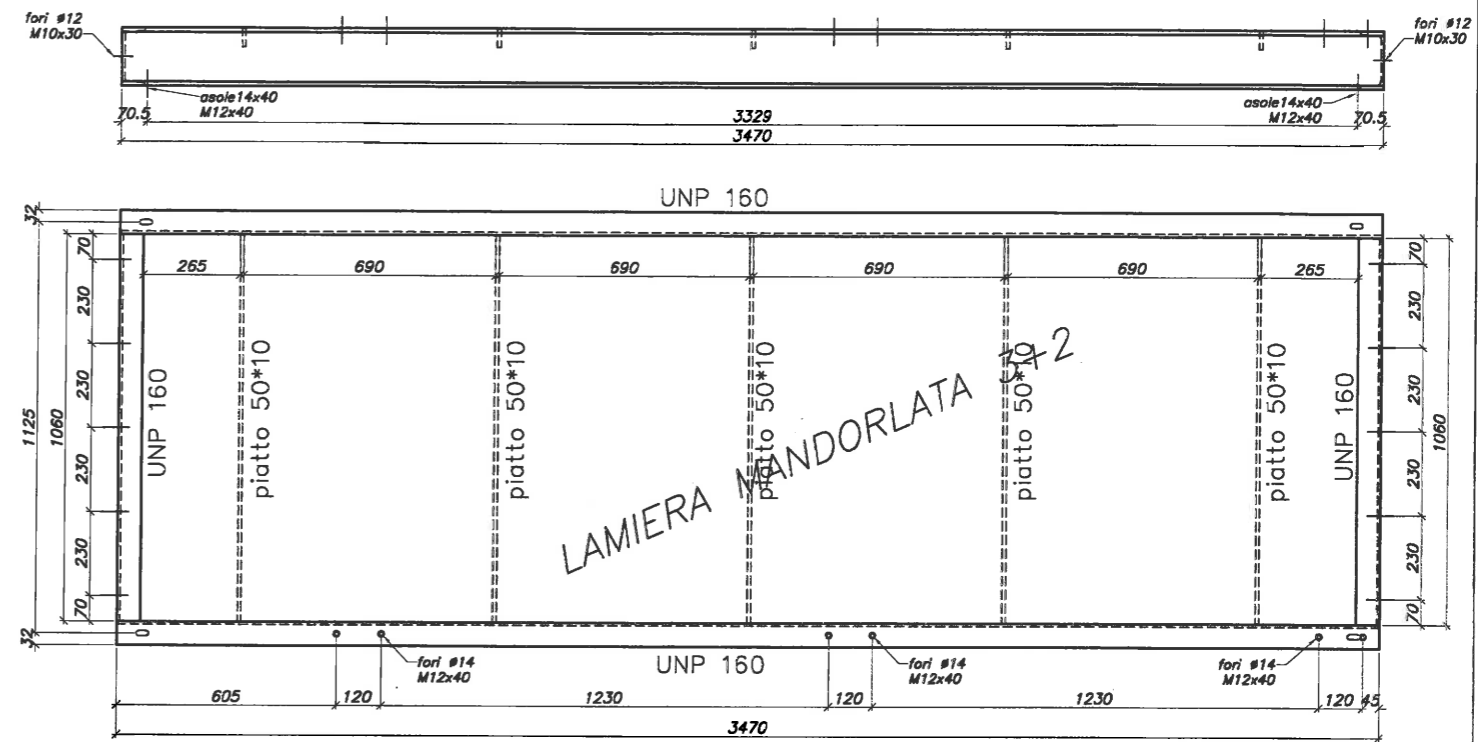 fori ø12
M10x30
fori ø12
M10x30
asole14x40
M12x40
asole14x40
M12x40
70.5
3329
70.5
3470
UNP 160
32
70
265
690
690
690
690
265
70
230
230
230
230
230
230
230
230
1125
1060
1060
UNP 160
piatto 50*10
piatto 50*10
piatto 50*10
piatto 50*10
piatto 50*10
UNP 160
LAMIERA MANDORLATA 3+2
70
70
32
fori ø14
M12x40
UNP 160
fori ø14
M12x40
fori ø14
M12x40
605
120
1230
120
1230
120
45
3470